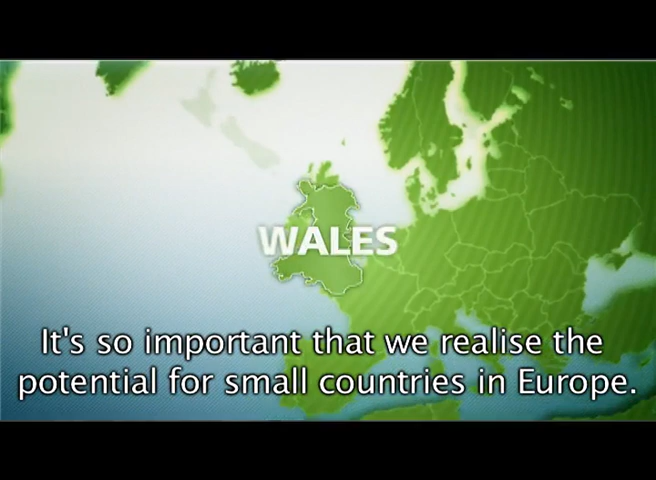 WALES
It's so important that we realise the
potential for small countries in Europe.